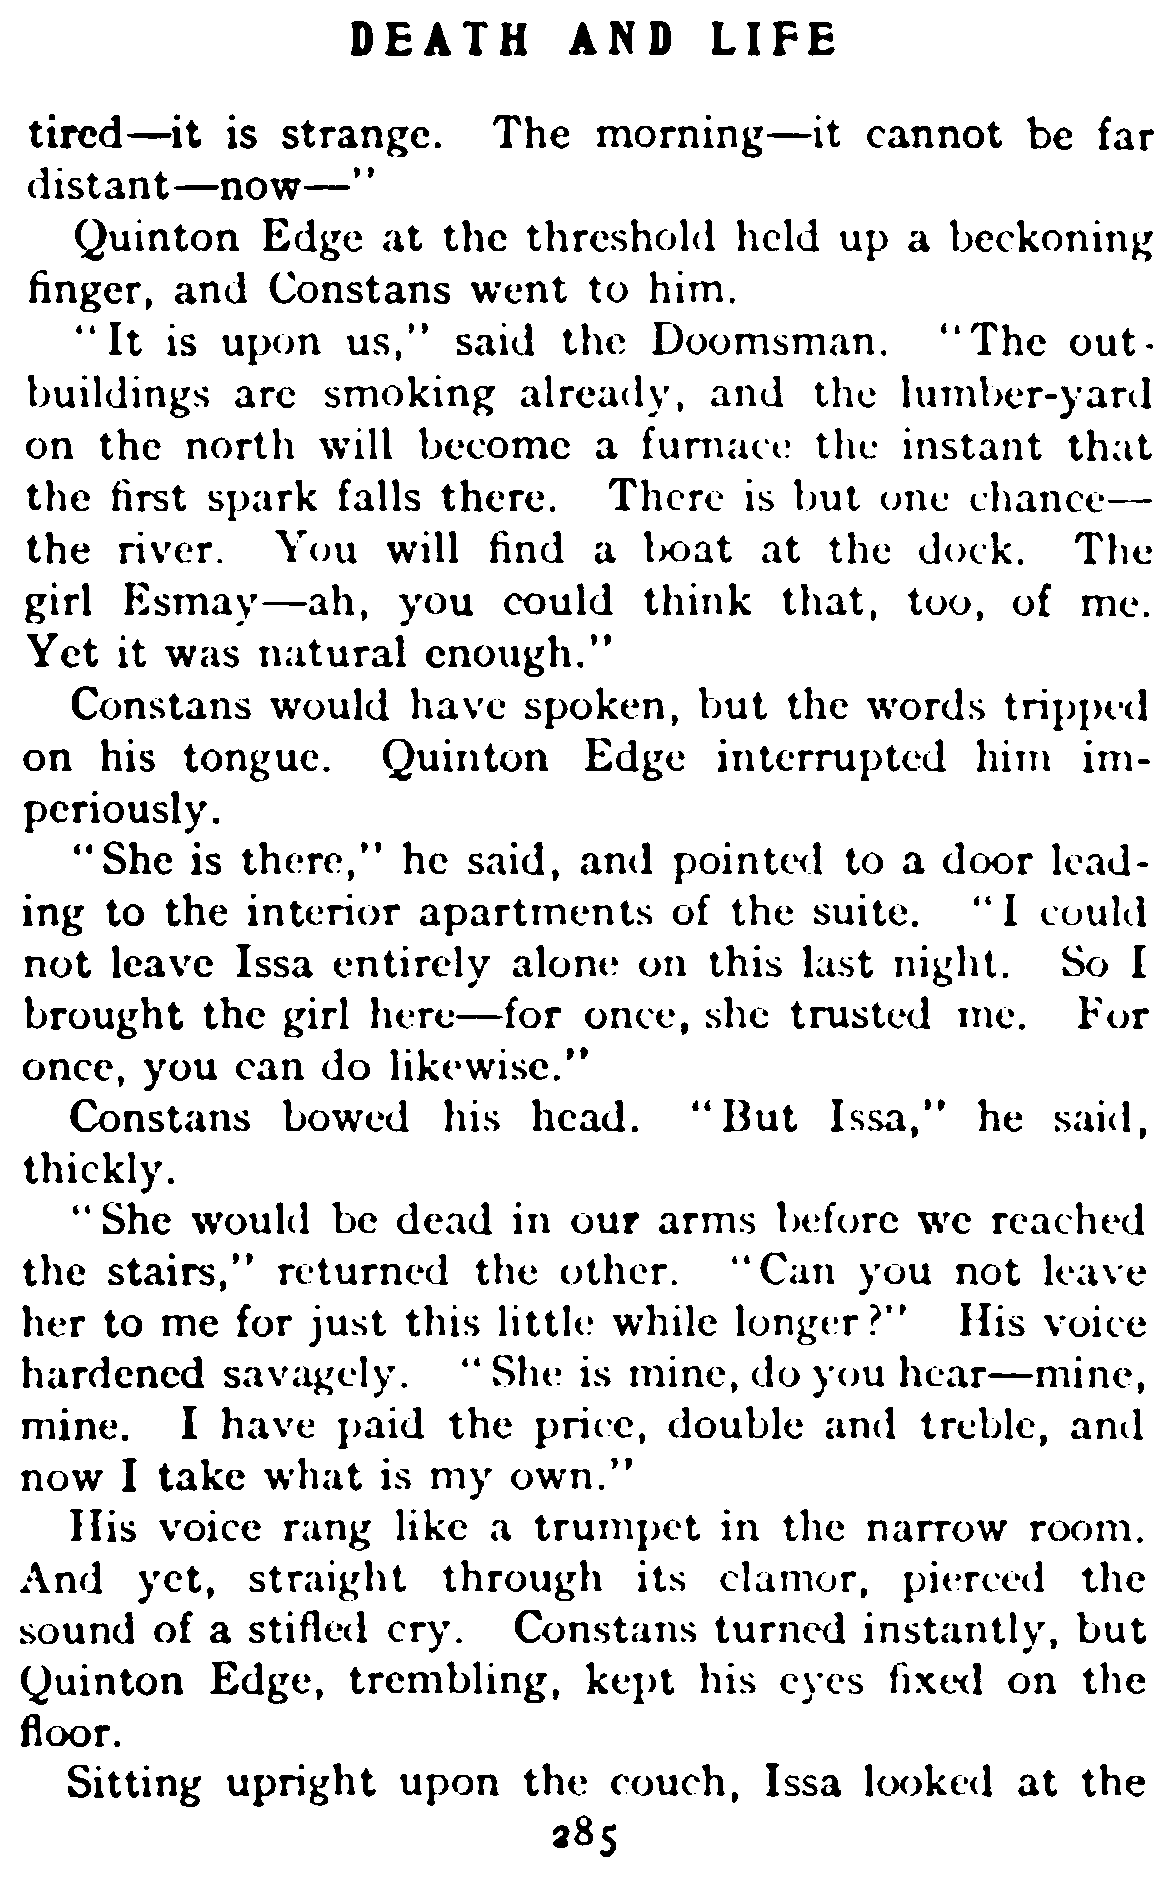 DEATH AND LIFE
tired—it is strange. The morning—it cannot be far
distant—now—"
Quinton Edge at the threshold held up a beckoning
finger, and Constans went to him.
"It is upon us," said the Doomsman. "The out-
buildings are smoking already, and the lumber-yard
on the north will become a furnace the instant that
the first spark falls there. There is but one chance—
the river. You will find a boat at the dock. The
girl Esmay—ah, you could think that, too, of me.
Yet it was natural enough."
Constans would have spoken, but the words tripped
on his tongue. Quinton Edge interrupted him im-
periously.
"She is there," he said, and pointed to a door lead-
ing to the interior apartments of the suite. "I could
not leave Issa entirely alone on this last night. So I
brought the girl here—for once, she trusted me. For
once, you can do likewise."
Constans bowed his head. "But Issa," he said,
thickly.
"She would be dead in our arms before we reached
the stairs," returned the other. "Can you not leave
her to me for just this little while longer?" His voice
hardened savagely. "She is mine, do you hear—mine,
mine. I have paid the price, double and treble, and
now I take what is my own."
His voice rang like a trumpet in the narrow room.
And yet, straight through its clamor, pierced the
sound of a stifled cry. Constans turned instantly, but
Quinton Edge, trembling, kept his eyes fixed on the
floor.
Sitting upright upon the couch, Issa looked at the
285